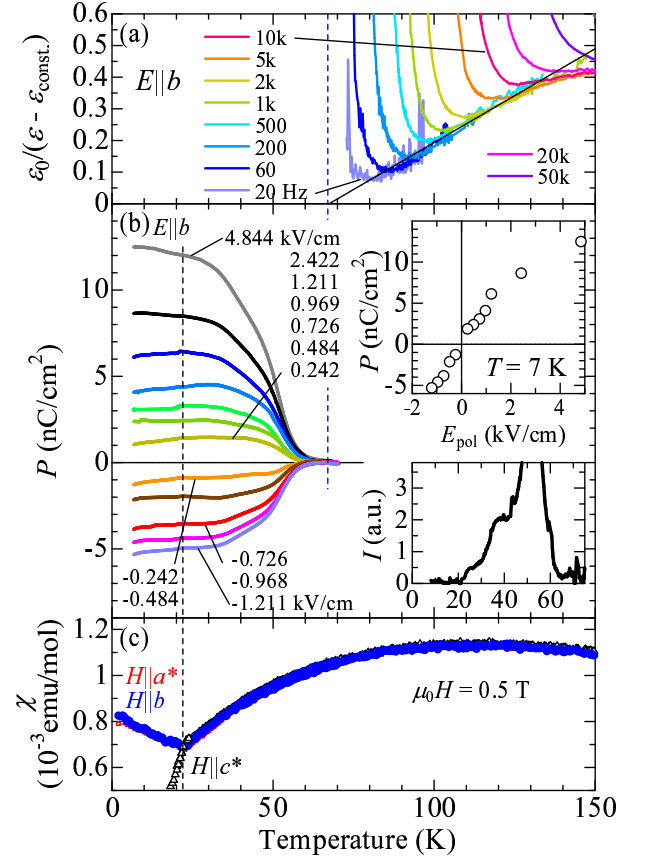 0.6
0.5
0.4
0.3
0.2
0.1
0
ε0/(ε - εconst.)
(a)
E||b
10k
5k
2k
1k
500
200
60
20 Hz
20k
50k
(b)
E||b
4.844 kV/cm
2.422
1.211
0.969
0.726
0.484
0.242
10
5
0
-5
P (nC/cm²)
-0.242
-0.484
-0.726
-0.968
-1.211 kV/cm
10
5
0
-5
P (nC/cm²)
T = 7 K
-2 0 2 4
Epol (kV/cm)
3
2
1
0
I (a.u.)
0 20 40 60
(c)
1.2
1
0.8
0.6
χ
(10⁻³emu/mol)
H||a*
H||b
H||c*
μ0H = 0.5 T
0 50 100 150
Temperature (K)